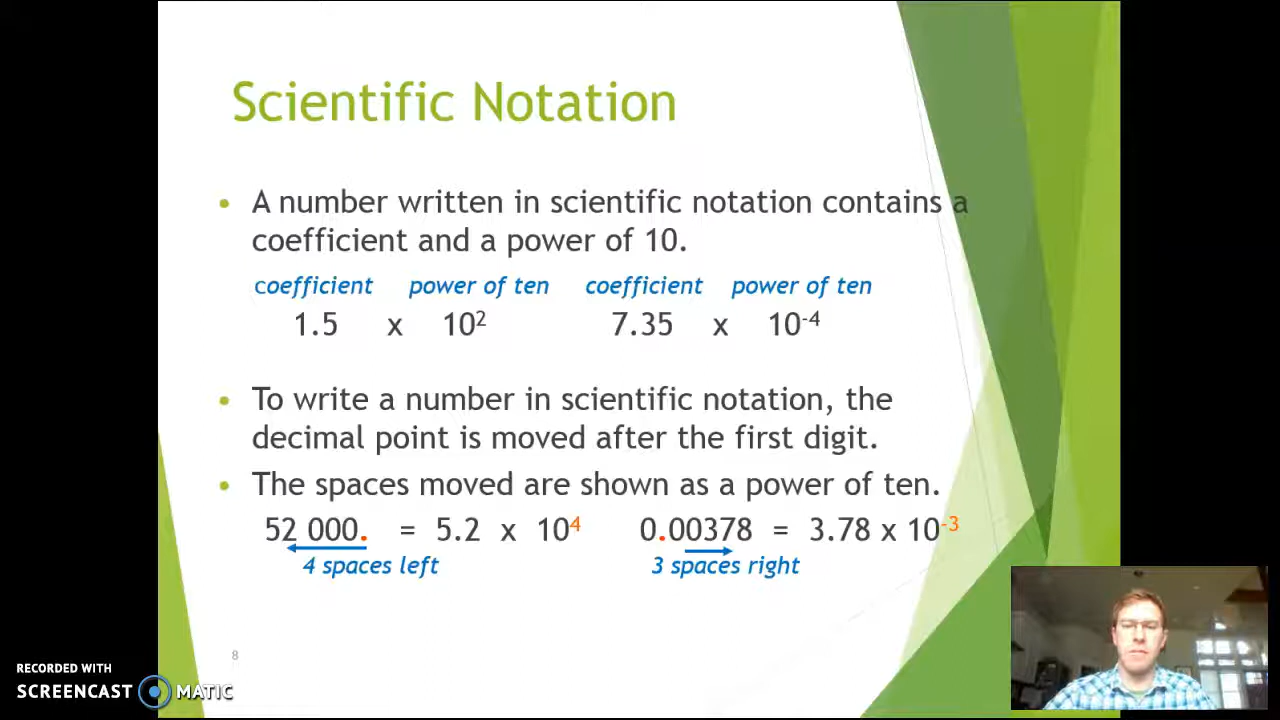 Scientific Notation
• A number written in scientific notation contains a
coefficient and a power of 10.
coefficient power of ten coefficient power of ten
1.5 x 10² 7.35 x 10⁻⁴
• To write a number in scientific notation, the
decimal point is moved after the first digit.
• The spaces moved are shown as a power of ten.
52 000. = 5.2 x 10⁴ 0.00378 = 3.78 x 10⁻³
4 spaces left 3 spaces right
8
RECORDED WITH
SCREENCAST MATIC